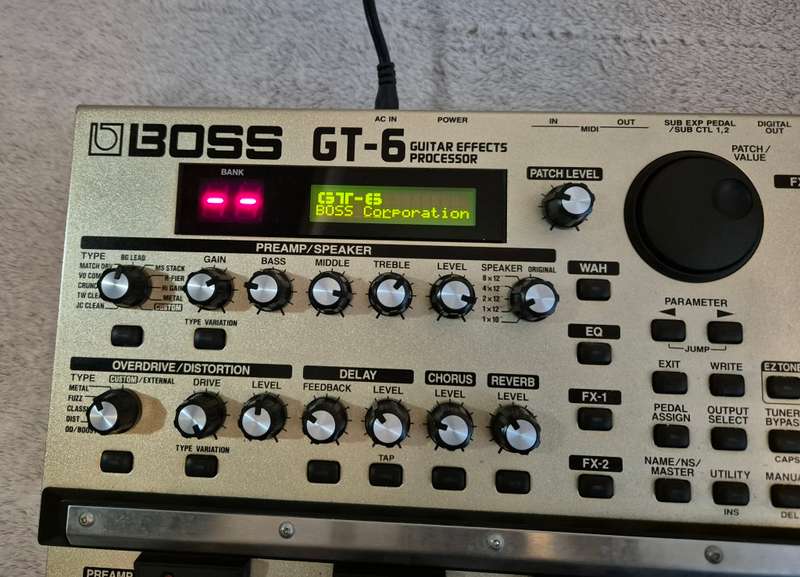 AC IN
POWER
IN
MIDI
OUT
SUB EXP PEDAL
/SUB CTL 1,2
DIGITAL
OUT
BOSS GT-6 GUITAR EFFECTS
PROCESSOR
PATCH/
VALUE
BANK
-- GT-6
BOSS Corporation
PATCH LEVEL
PREAMP/SPEAKER
TYPE
BG LEAD
MS STACK
R-FIER
HI GAIN
METAL
CUSTOM
MATCH DRV
VO COMB
CRUNCH
TW CLEAN
JC CLEAN
GAIN
BASS
MIDDLE
TREBLE
LEVEL
SPEAKER
ORIGINAL
8 x 12
4 x 12
2 x 12
1 x 12
1 x 10
TYPE VARIATION
WAH
EQ
FX-1
FX-2
PARAMETER
JUMP
EXIT
WRITE
EZ TONE
PEDAL
ASSIGN
OUTPUT
SELECT
TUNER
BYPASS
CAPS
NAME/NS/
MASTER
UTILITY
INS
MANUAL
DEL
OVERDRIVE/DISTORTION
TYPE
CUSTOM/EXTERNAL
METAL
FUZZ
CLASSIC
DIST
OD/BOOST
DRIVE
LEVEL
TYPE VARIATION
DELAY
FEEDBACK
LEVEL
TAP
CHORUS
LEVEL
REVERB
LEVEL
PREAMP